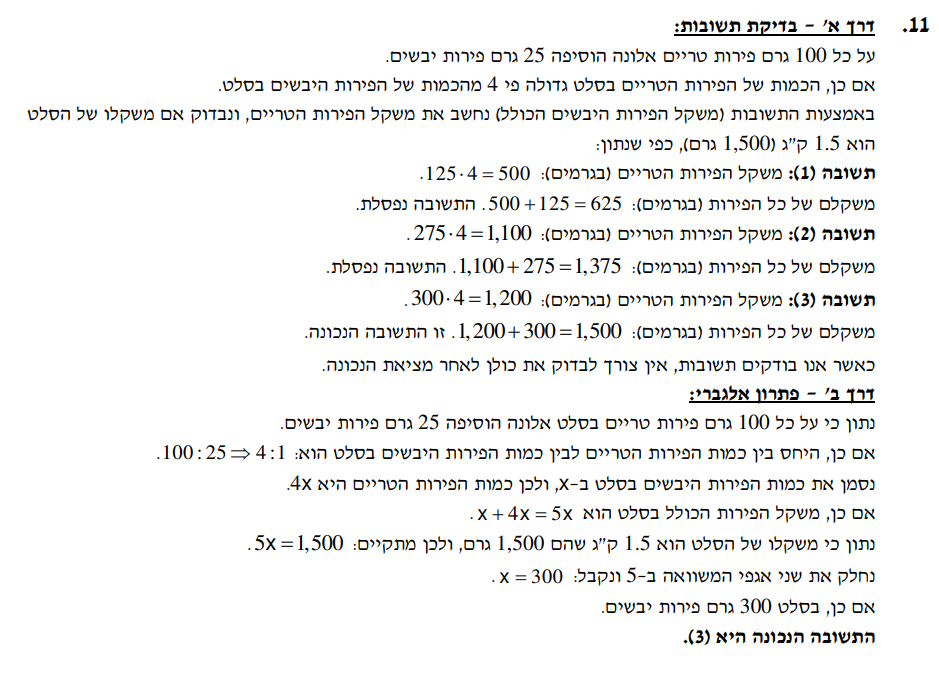 11. דרך א' – בדיקת תשובות:
על כל 100 גרם פירות טריים אלונה הוסיפה 25 גרם פירות יבשים.
אם כן, הכמות של הפירות הטריים בסלט גדולה פי 4 מהכמות של הפירות היבשים בסלט.
באמצעות התשובות (משקל הפירות היבשים הכולל) נחשב את משקל הפירות הטריים, ונבדוק אם משקלו של הסלט
הוא 1.5 ק"ג (1,500 גרם), כפי שנתון:
תשובה (1): משקל הפירות הטריים (בגרמים): 125·4 = 500.
משקלם של כל הפירות (בגרמים): 500 + 125 = 625. התשובה נפסלת.
תשובה (2): משקל הפירות הטריים (בגרמים): 275·4 = 1,100.
משקלם של כל הפירות (בגרמים): 1,100 + 275 = 1,375. התשובה נפסלת.
תשובה (3): משקל הפירות הטריים (בגרמים): 300·4 = 1,200.
משקלם של כל הפירות (בגרמים): 1,200 + 300 = 1,500. זו התשובה הנכונה.
כאשר אנו בודקים תשובות, אין צורך לבדוק את כולן לאחר מציאת הנכונה.
דרך ב' – פתרון אלגברי:
נתון כי על כל 100 גרם פירות טריים בסלט אלונה הוסיפה 25 גרם פירות יבשים.
אם כן, היחס בין כמות הפירות הטריים לבין כמות הפירות היבשים בסלט הוא: 100 : 25 ⇒ 4 : 1.
נסמן את כמות הפירות היבשים בסלט ב-x, ולכן כמות הפירות הטריים היא 4x.
אם כן, משקל הפירות הכולל בסלט הוא x + 4x = 5x.
נתון כי משקלו של הסלט הוא 1.5 ק"ג שהם 1,500 גרם, ולכן מתקיים: 5x = 1,500.
נחלק את שני אגפי המשוואה ב-5 ונקבל: x = 300.
אם כן, בסלט 300 גרם פירות יבשים.
התשובה הנכונה היא (3).